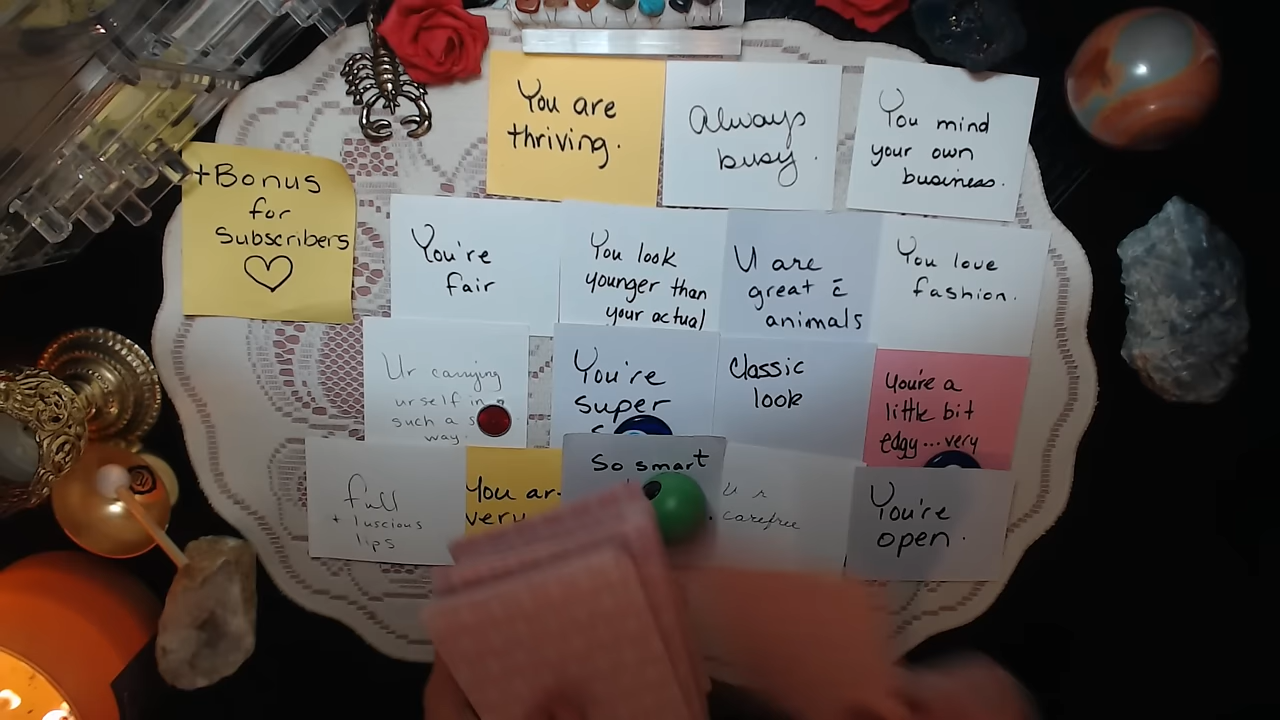 You are
thriving.
Always
busy.
You mind
your own
business.
+Bonus
for
Subscribers
You're
fair
You look
younger than
your actual
U are
great c̄
animals
You love
fashion.
Ur carrying
urself in a
such a
way.
You're
super
Classic
look
You're a
little bit
edgy...very
full
+ luscious
lips
You
very
So smart
U r
carefree
You're
open.